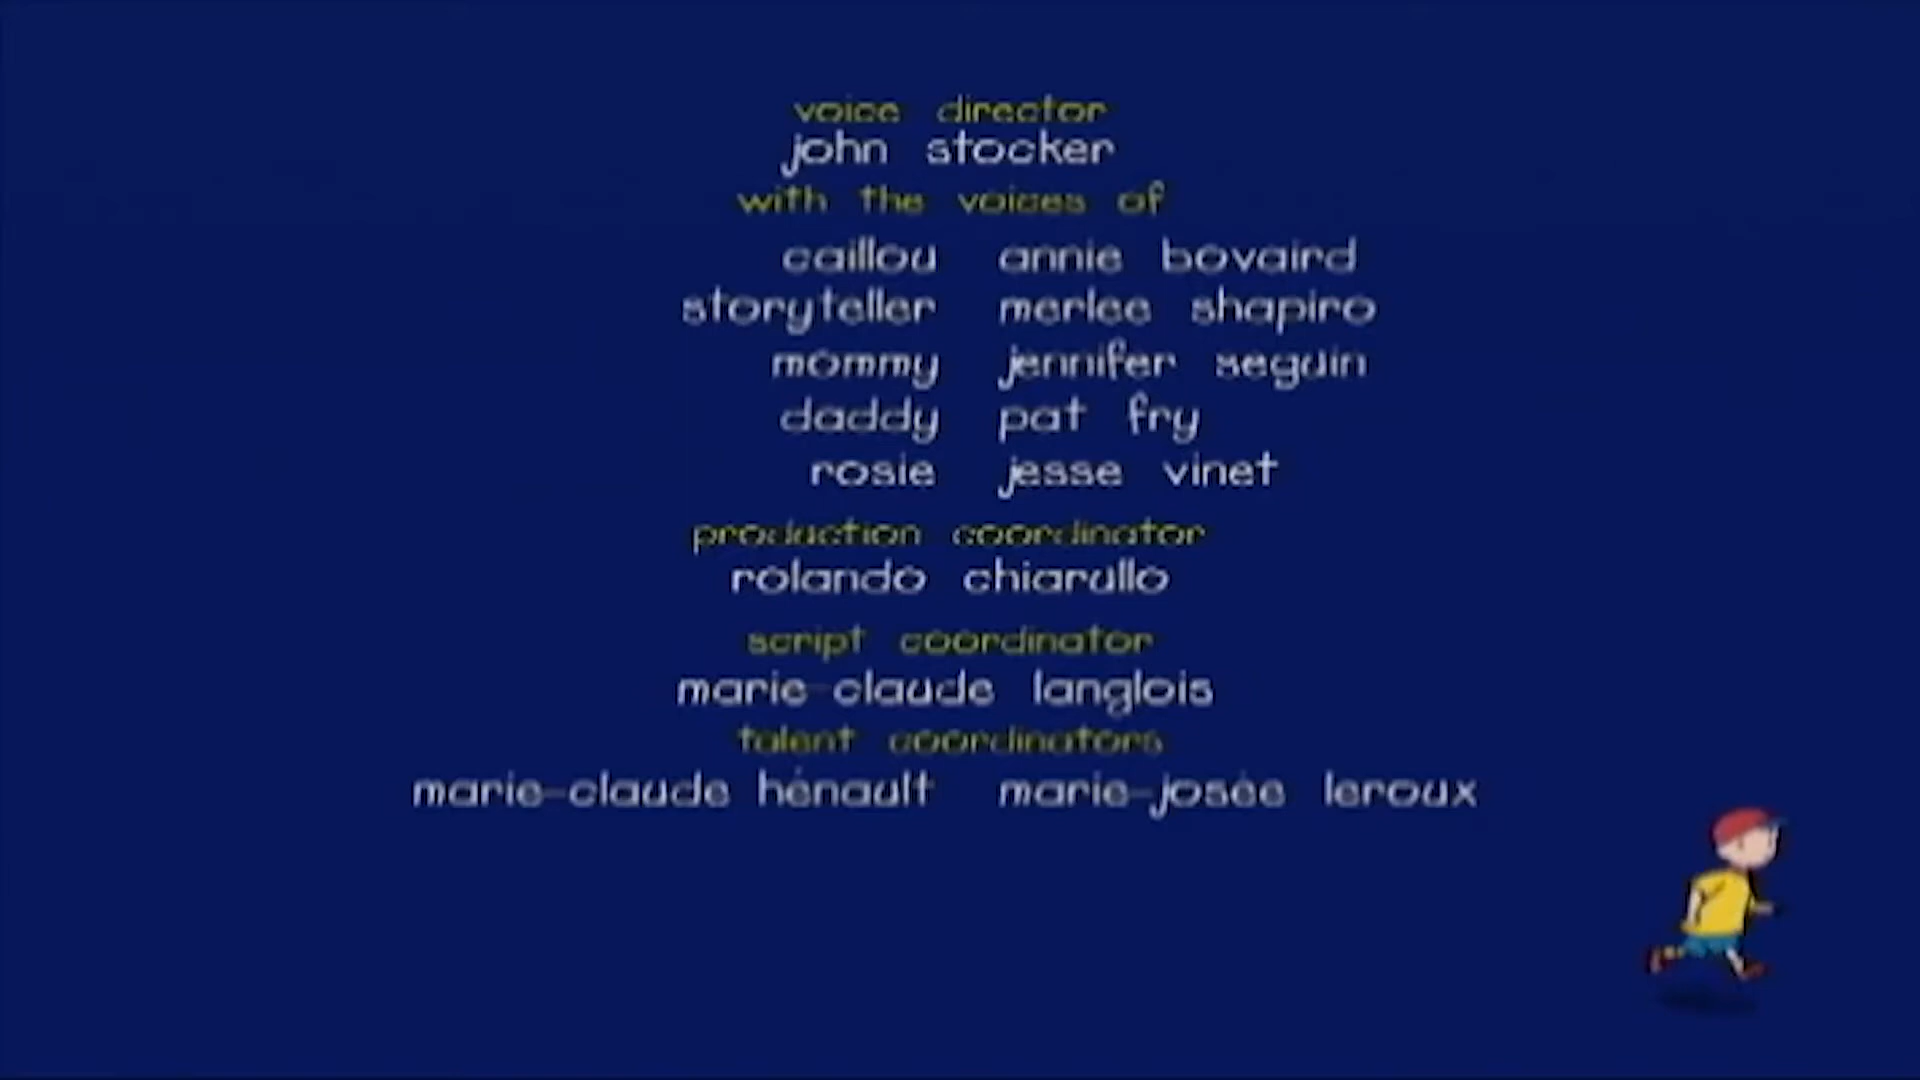 voice director
john stocker
with the voices of
caillou annie bovaird
storyteller merlee shapiro
mommy jennifer seguin
daddy pat fry
rosie jesse vinet
production coordinator
rolando chiarullo
script coordinator
marie-claude langlois
talent coordinators
marie-claude hénault marie-josée leroux